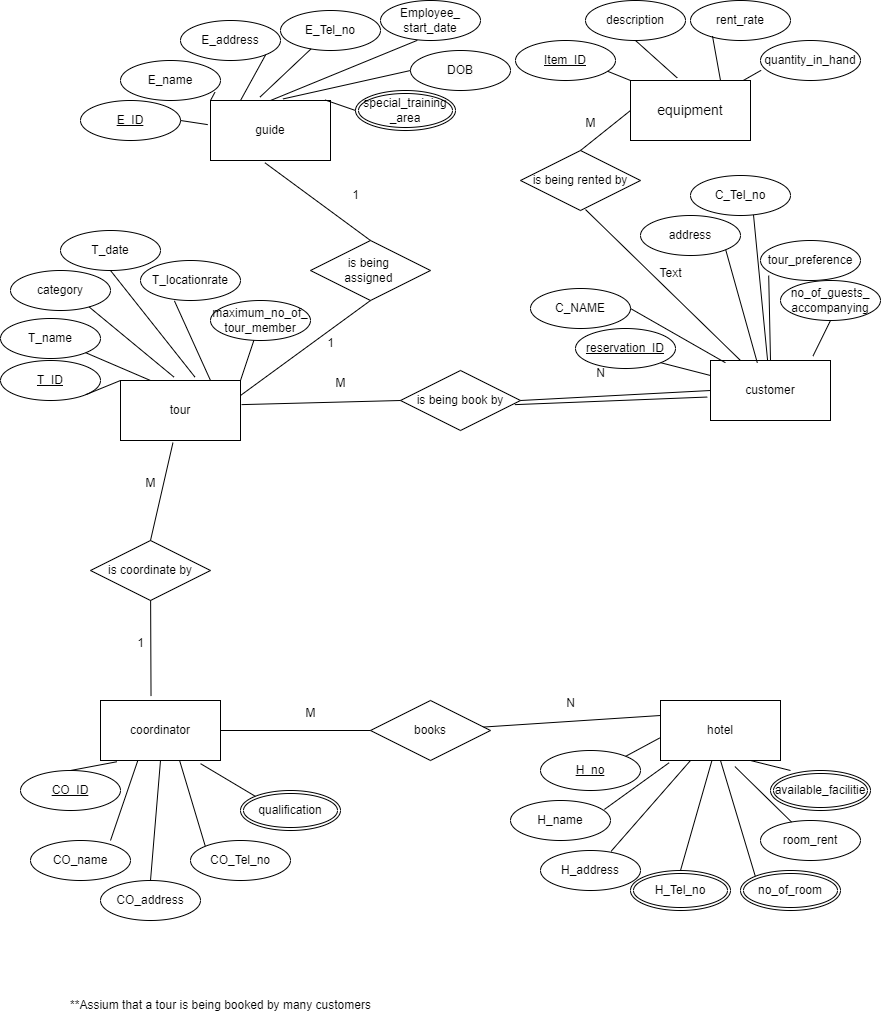 Employee_
start_date
E_Tel_no
E_address
E_name
E_ID
DOB
special_training
_area
guide
description
rent_rate
Item_ID
quantity_in_hand
equipment
M
is being rented by
1
is being
assigned
1
C_Tel_no
address
Text
tour_preference
no_of_guests_
accompanying
C_NAME
reservation_ID
N
customer
T_date
T_locationrate
category
maximum_no_of_
tour_member
T_name
T_ID
tour
M
is being book by
M
is coordinate by
1
coordinator
M
books
N
hotel
CO_ID
qualification
CO_name
CO_Tel_no
CO_address
H_no
available_facilitie
H_name
room_rent
H_address
H_Tel_no
no_of_room
**Assium that a tour is being booked by many customers